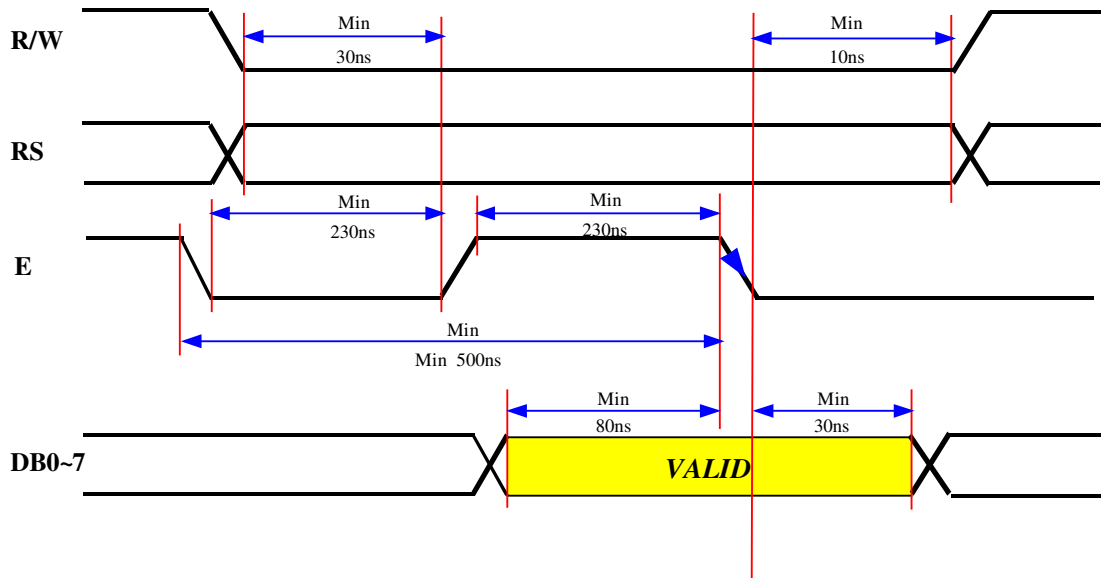 R/W
Min
30ns
Min
10ns
RS
Min
230ns
Min
230ns
E
Min
Min 500ns
Min
80ns
Min
30ns
DB0~7
VALID